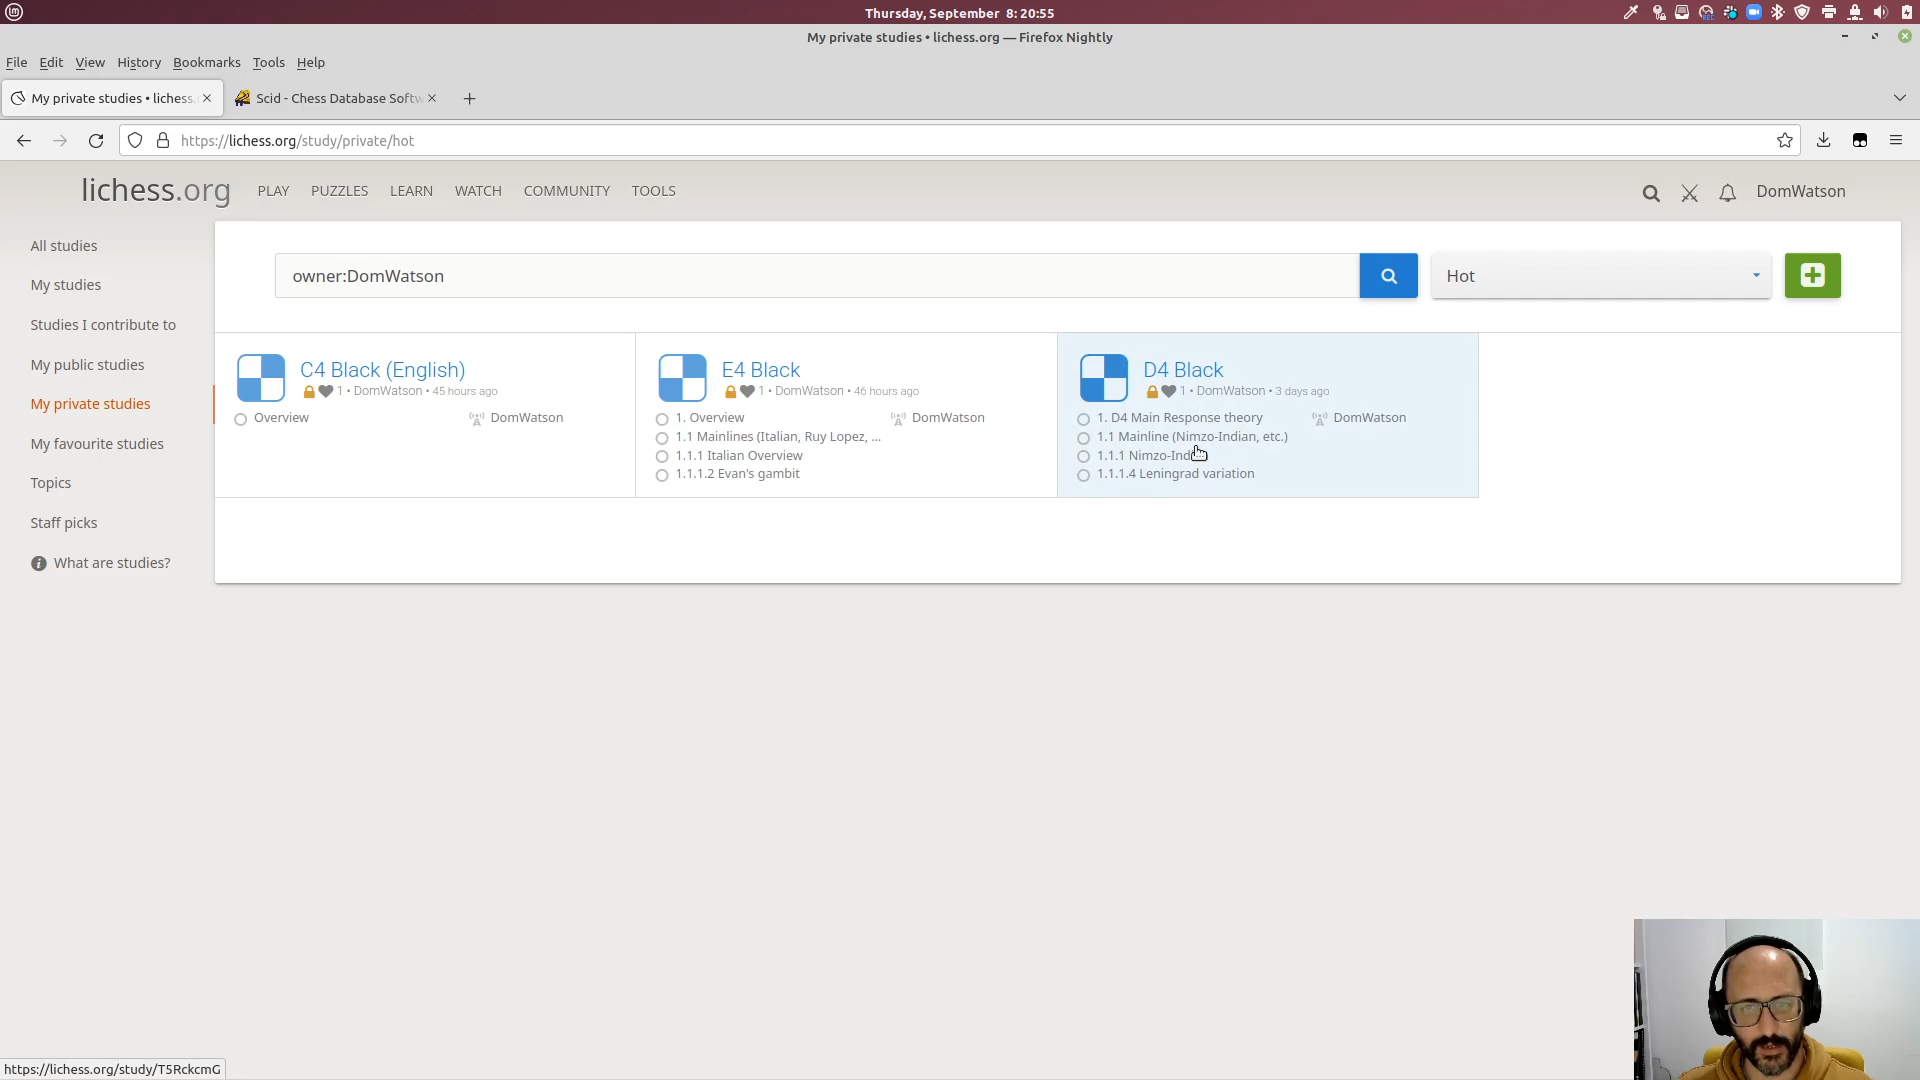 Thursday, September 8: 20:55
My private studies • lichess.org — Firefox Nightly
File Edit View History Bookmarks Tools Help
My private studies • lichess.
Scid - Chess Database Softw
https://lichess.org/study/private/hot
lichess.org PLAY PUZZLES LEARN WATCH COMMUNITY TOOLS DomWatson
All studies
My studies
Studies I contribute to
My public studies
My private studies
My favourite studies
Topics
Staff picks
What are studies?
owner:DomWatson
Hot
C4 Black (English)
1 • DomWatson • 45 hours ago
Overview
DomWatson
E4 Black
1 • DomWatson • 46 hours ago
1. Overview
1.1 Mainlines (Italian, Ruy Lopez, ...
1.1.1 Italian Overview
1.1.1.2 Evan's gambit
DomWatson
D4 Black
1 • DomWatson • 3 days ago
1. D4 Main Response theory
1.1 Mainline (Nimzo-Indian, etc.)
1.1.1 Nimzo-Ind
1.1.1.4 Leningrad variation
DomWatson
https://lichess.org/study/T5RckcmG